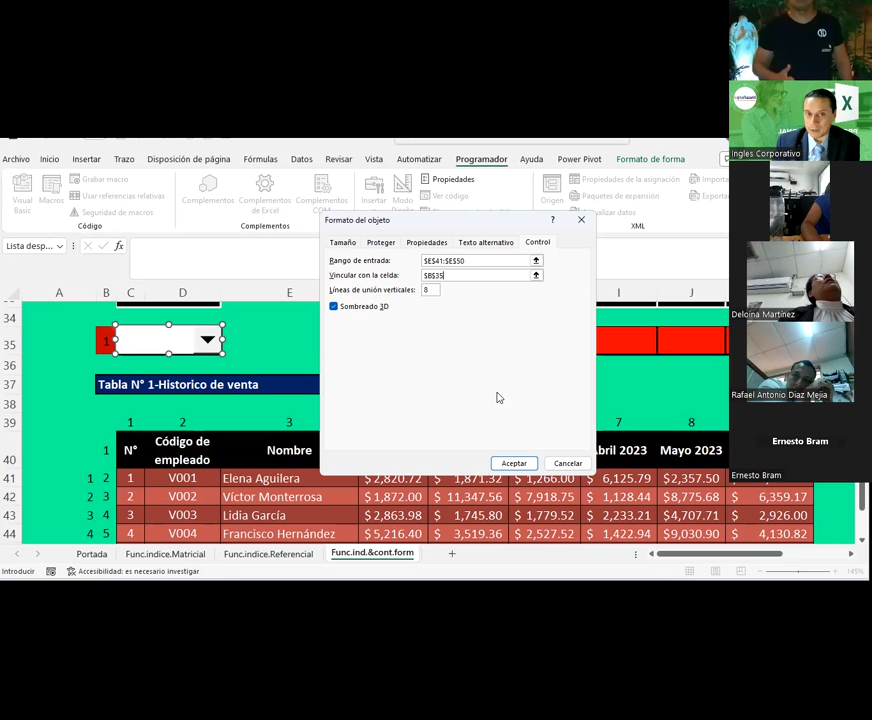 Ingles Corporativo
Deloina Martínez
Rafael Antonio Diaz Mejia
Ernesto Bram
Ernesto Bram
Archivo Inicio Insertar Trazo Disposición de página Fórmulas Datos Revisar Vista Automatizar Programador Ayuda Power Pivot Formato de forma
Visual Basic
Macros
Grabar macro
Usar referencias relativas
Seguridad de macros
Código
Complementos
Complementos de Excel
Complementos COM
Complementos
Insertar
Modo
Propiedades
Ver código
Origen
Propiedades de la asignación
Paquetes de expansión
XML
Lista desp...
fx
Formato del objeto ?
Tamaño Proteger Propiedades Texto alternativo Control
Rango de entrada: $E$41:$E$50
Vincular con la celda: $B$35
Líneas de unión verticales: 8
Sombreado 3D
Aceptar Cancelar
A B C D E I J
34
35 1
36
37 Tabla N° 1-Historico de venta
38
39 1 2 3 7 8
40 1 N° Código de empleado Nombre Abril 2023 Mayo 2023
41 1 2 1 V001 Elena Aguilera $2,820.72 $ 1,871.32 $ 1,266.00 $ 6,125.79 $2,357.50 $
42 2 3 2 V002 Víctor Monterrosa $1,872.00 $ 11,347.56 $ 7,918.75 $ 1,128.44 $8,775.68 $ 6,359.17
43 3 4 3 V003 Lidia García $2,863.98 $ 1,745.80 $ 1,779.52 $ 2,233.21 $4,707.71 $ 2,926.00
44 4 5 4 V004 Francisco Hernández $5,216.40 $ 3,519.36 $ 2,527.52 $ 1,422.94 $9,030.90 $ 4,130.82
Portada Func.indice.Matricial Func.indice.Referencial Func.ind.&cont.form +
Introducir Accesibilidad: es necesario investigar 145%